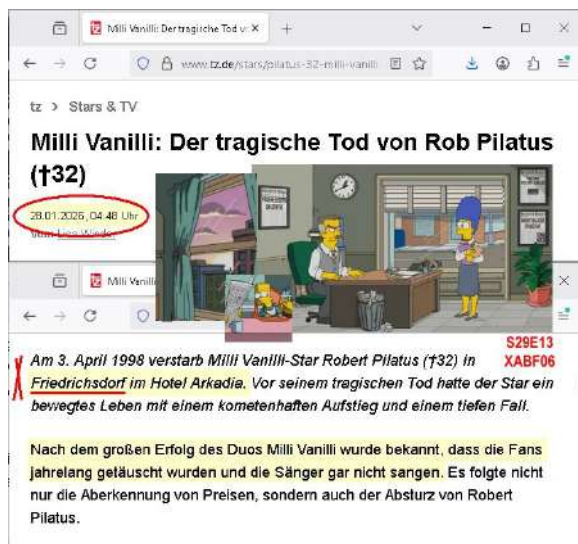 Milli Vanilli: Der tragische Tod v
www.tz.de/stars/pilatus-32-milli-vanilli
tz > Stars & TV
Milli Vanilli: Der tragische Tod von Rob Pilatus
(†32)
28.01.2026, 04:48 Uhr
Von Lisa
Milli Vanilli
S29E13
XABF06
Am 3. April 1998 verstarb Milli Vanilli-Star Robert Pilatus (†32) in
Friedrichsdorf im Hotel Arkadia. Vor seinem tragischen Tod hatte der Star ein
bewegtes Leben mit einem kometenhaften Aufstieg und einem tiefen Fall.
Nach dem großen Erfolg des Duos Milli Vanilli wurde bekannt, dass die Fans
jahrelang getäuscht wurden und die Sänger gar nicht sangen. Es folgte nicht
nur die Aberkennung von Preisen, sondern auch der Absturz von Robert
Pilatus.